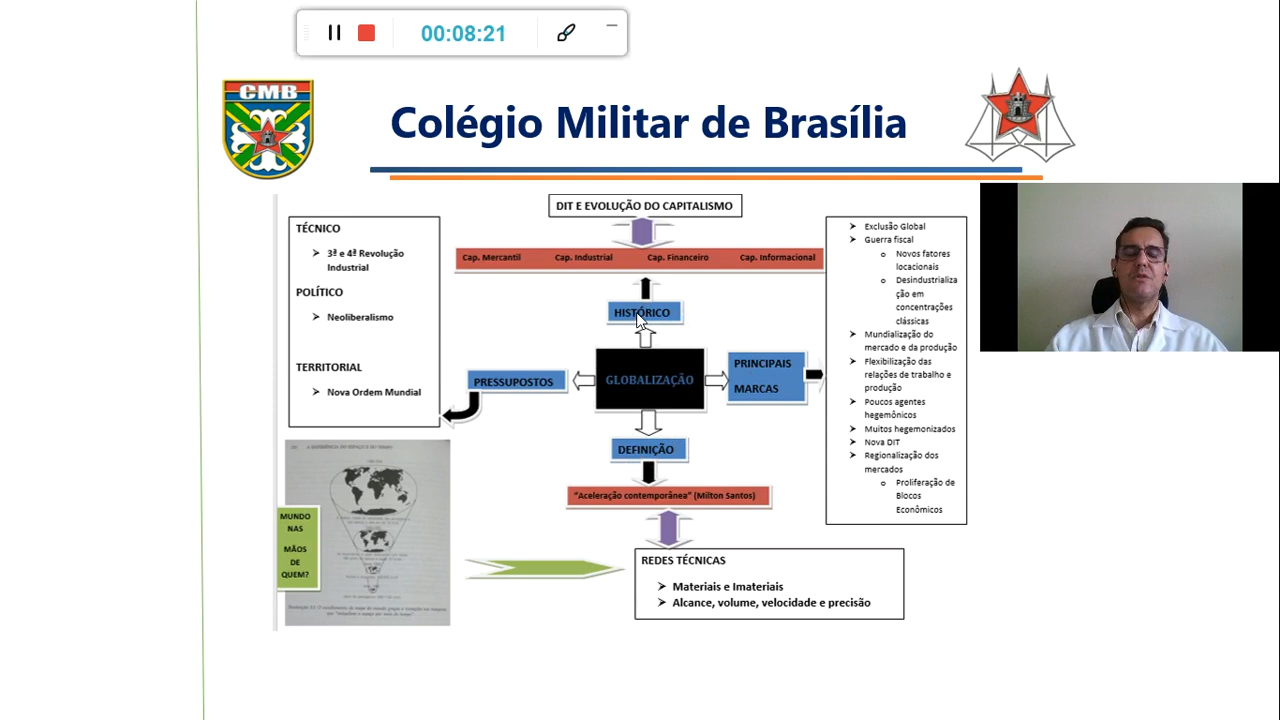 00:08:21
CMB
Colégio Militar de Brasília
DIT E EVOLUÇÃO DO CAPITALISMO
Cap. Mercantil Cap. Industrial Cap. Financeiro Cap. Informacional
HISTÓRICO
TÉCNICO
3ª e 4ª Revolução
Industrial
POLÍTICO
Neoliberalismo
TERRITORIAL
Nova Ordem Mundial
PRESSUPOSTOS
GLOBALIZAÇÃO
PRINCIPAIS
MARCAS
Exclusão Global
Guerra fiscal
Novos fatores
locacionais
Desindustrializa
ção em
concentrações
clássicas
Mundialização do
mercado e da produção
Flexibilização das
relações de trabalho e
produção
Poucos agentes
hegemônicos
Muitos hegemonizados
Nova DIT
Regionalização dos
mercados
Proliferação de
Blocos
Econômicos
DEFINIÇÃO
"Aceleração contemporânea" (Milton Santos)
MUNDO
NAS
MÃOS
DE
QUEM?
REDES TÉCNICAS
Materiais e Imateriais
Alcance, volume, velocidade e precisão